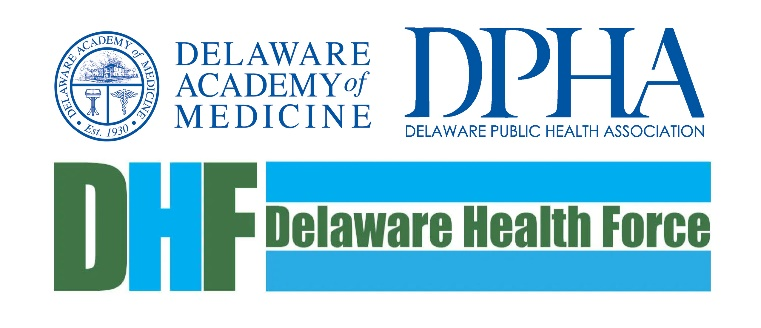 DELAWARE ACADEMY of MEDICINE
• Est. 1930 •
DELAWARE
ACADEMY of
MEDICINE
DPHA
DELAWARE PUBLIC HEALTH ASSOCIATION
DHF
Delaware Health Force